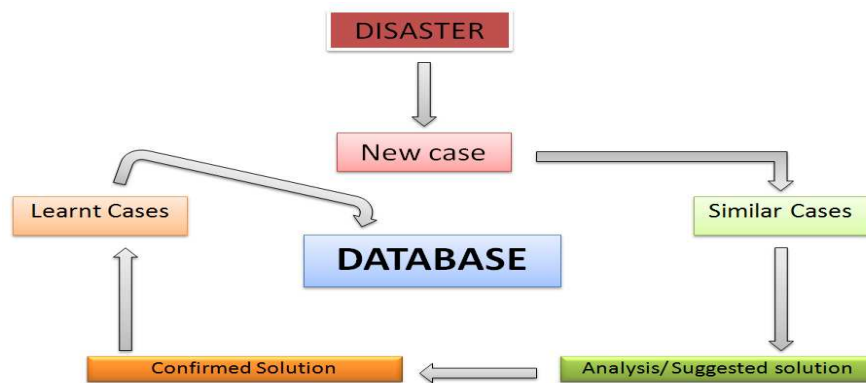 DISASTER
New case
Learnt Cases
Similar Cases
DATABASE
Confirmed Solution
Analysis/Suggested solution